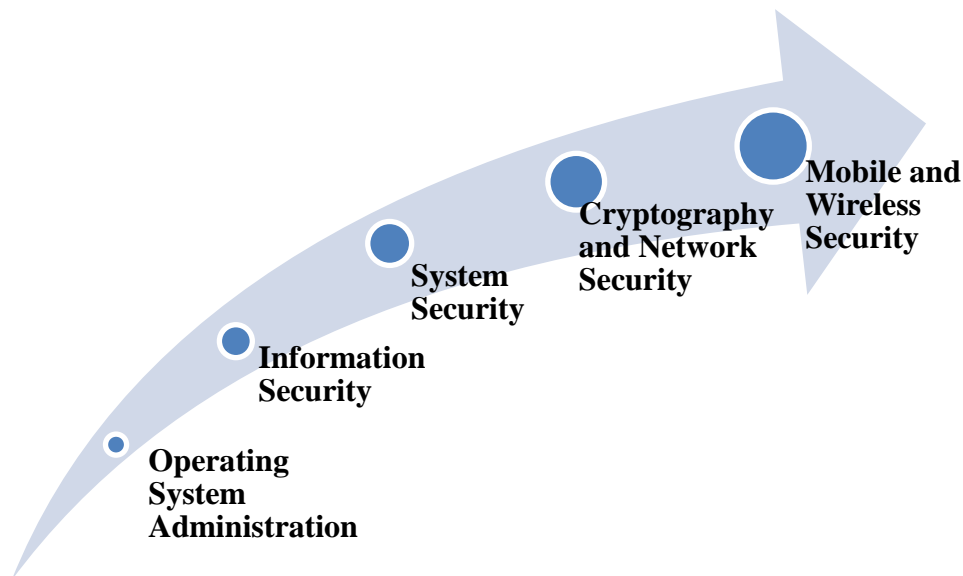 Operating
System
Administration
Information
Security
System
Security
Cryptography
and Network
Security
Mobile and
Wireless
Security